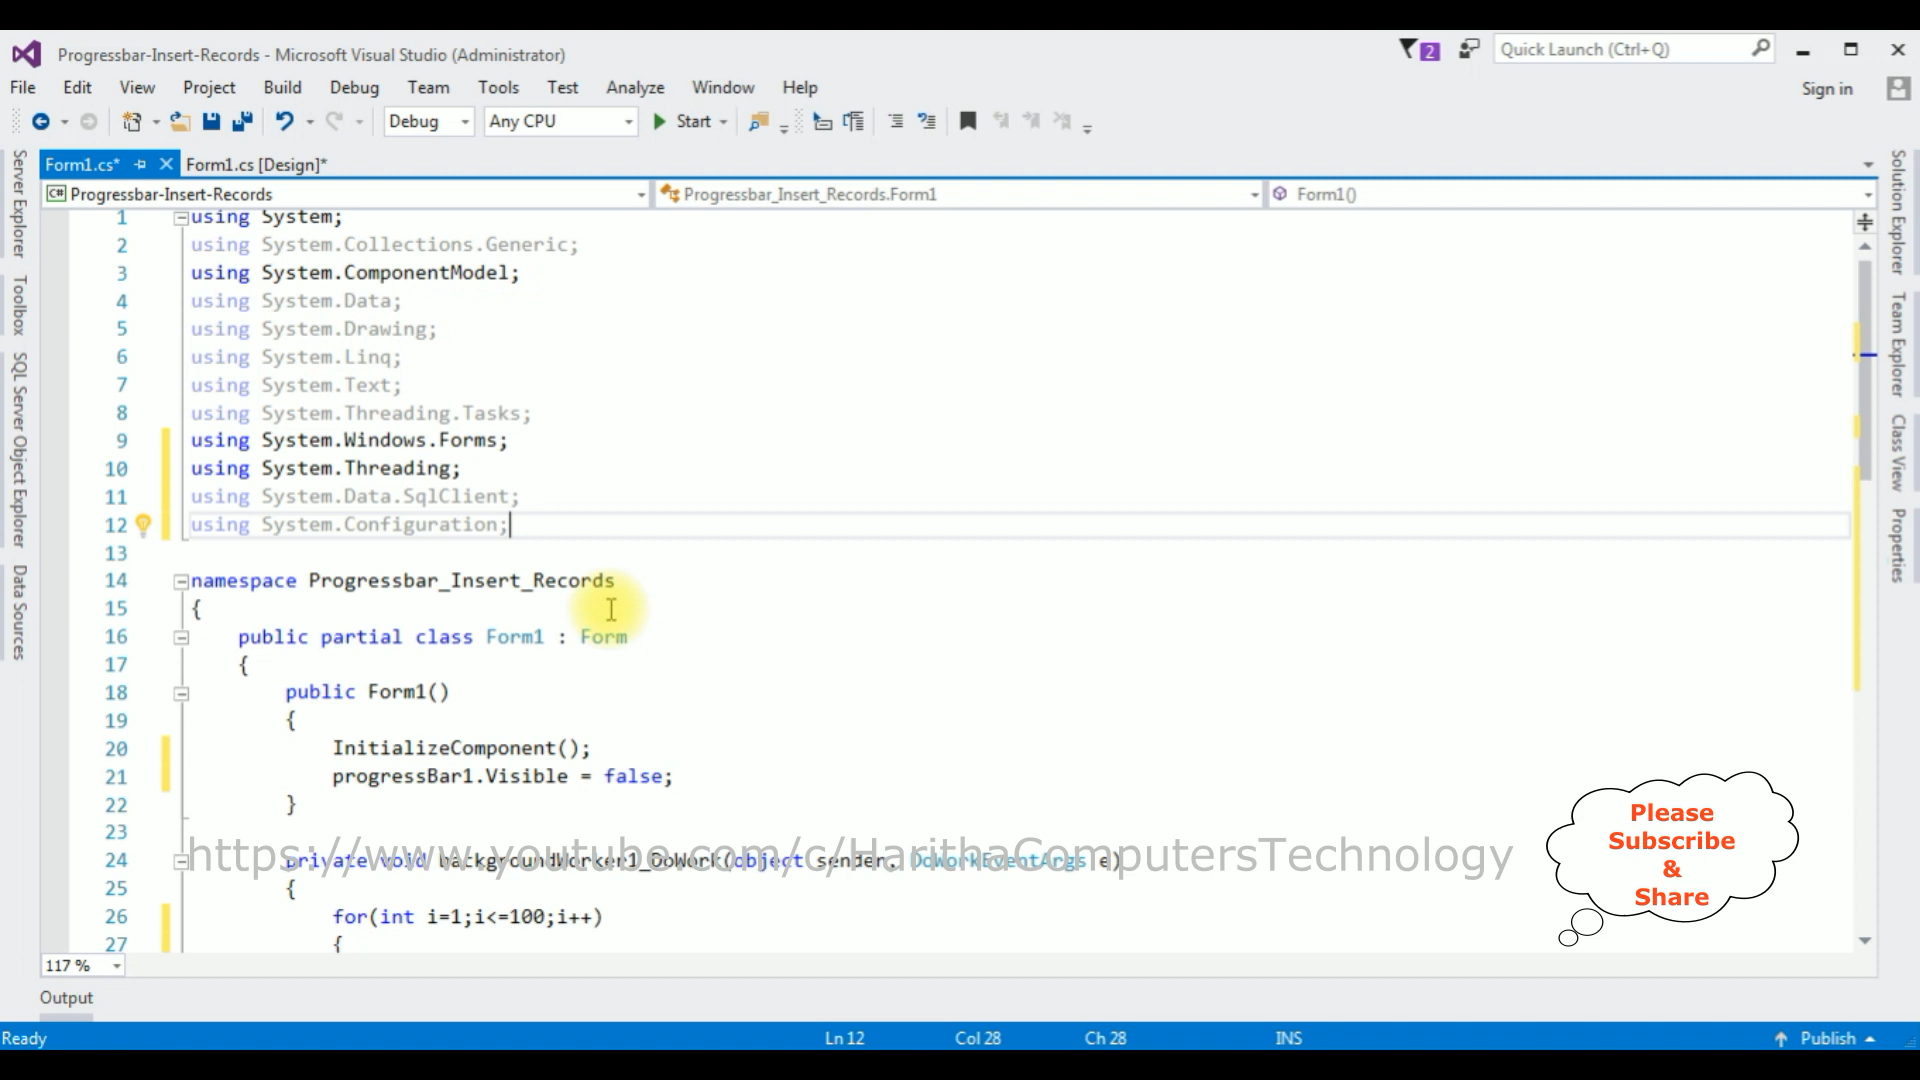 Progressbar-Insert-Records - Microsoft Visual Studio (Administrator)
2
Quick Launch (Ctrl+Q)
File Edit View Project Build Debug Team Tools Test Analyze Window Help
Sign in
Debug Any CPU Start
Form1.cs* Form1.cs [Design]*
C# Progressbar-Insert-Records Progressbar_Insert_Records.Form1 Form1()
Server Explorer
Toolbox
SQL Server Object Explorer
Data Sources
1 using System;
2 using System.Collections.Generic;
3 using System.ComponentModel;
4 using System.Data;
5 using System.Drawing;
6 using System.Linq;
7 using System.Text;
8 using System.Threading.Tasks;
9 using System.Windows.Forms;
10 using System.Threading;
11 using System.Data.SqlClient;
12 using System.Configuration;
13
14 namespace Progressbar_Insert_Records
15 {
16 public partial class Form1 : Form
17 {
18 public Form1()
19 {
20 InitializeComponent();
21 progressBar1.Visible = false;
22 }
23
24 private void backgroundWorker1_DoWork(object sender, DoWorkEventArgs e)
https://www.youtube.com/c/HarithaComputersTechnology
25 {
26 for(int i=1;i<=100;i++)
27 {
Please
Subscribe
&
Share
Solution Explorer
Team Explorer
Class View
Properties
117 %
Output
Ready Ln 12 Col 28 Ch 28 INS Publish